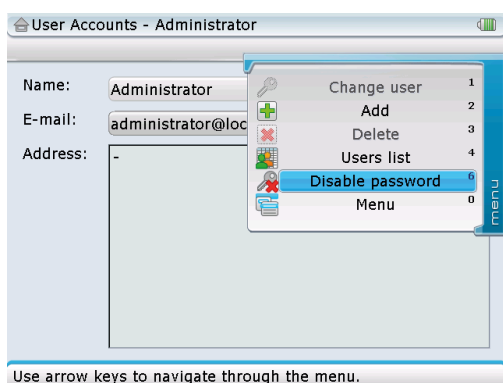 User Accounts - Administrator
Name: Administrator
E-mail: administrator@loc
Address: -
Change user 1
Add 2
Delete 3
Users list 4
Disable password 6
Menu 0
menu
Use arrow keys to navigate through the menu.